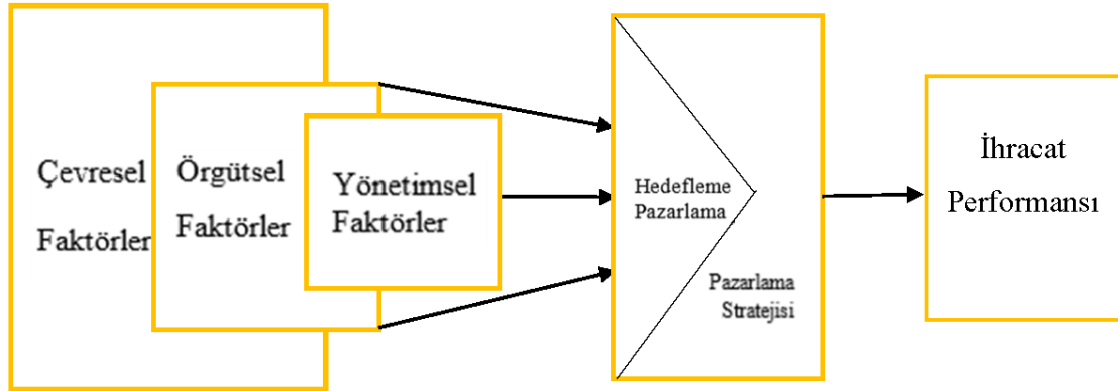 Çevresel
Faktörler
Örgütsel
Faktörler
Yönetimsel
Faktörler
Hedefleme
Pazarlama
Pazarlama
Stratejisi
İhracat
Performansı